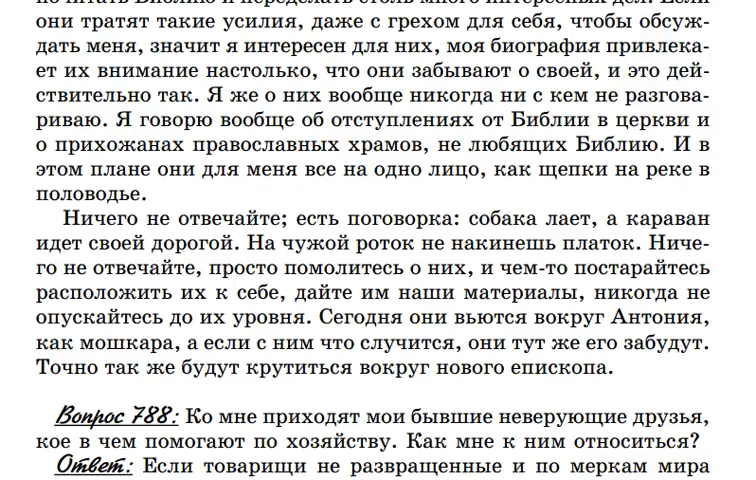 они тратят такие усилия, даже с грехом для себя, чтобы обсуж-
дать меня, значит я интересен для них, моя биография привлека-
ет их внимание настолько, что они забывают о своей, и это дей-
ствительно так. Я же о них вообще никогда ни с кем не разгова-
риваю. Я говорю вообще об отступлениях от Библии в церкви и
о прихожанах православных храмов, не любящих Библию. И в
этом плане они для меня все на одно лицо, как щепки на реке в
половодье.
Ничего не отвечайте; есть поговорка: собака лает, а караван
идет своей дорогой. На чужой роток не накинешь платок. Ниче-
го не отвечайте, просто помолитесь о них, и чем-то постарайтесь
расположить их к себе, дайте им наши материалы, никогда не
опускайтесь до их уровня. Сегодня они вьются вокруг Антония,
как мошкара, а если с ним что случится, они тут же его забудут.
Точно так же будут крутиться вокруг нового епископа.
Вопрос 788: Ко мне приходят мои бывшие неверующие друзья,
кое в чем помогают по хозяйству. Как мне к ним относиться?
Ответ: Если товарищи не развращенные и по меркам мира